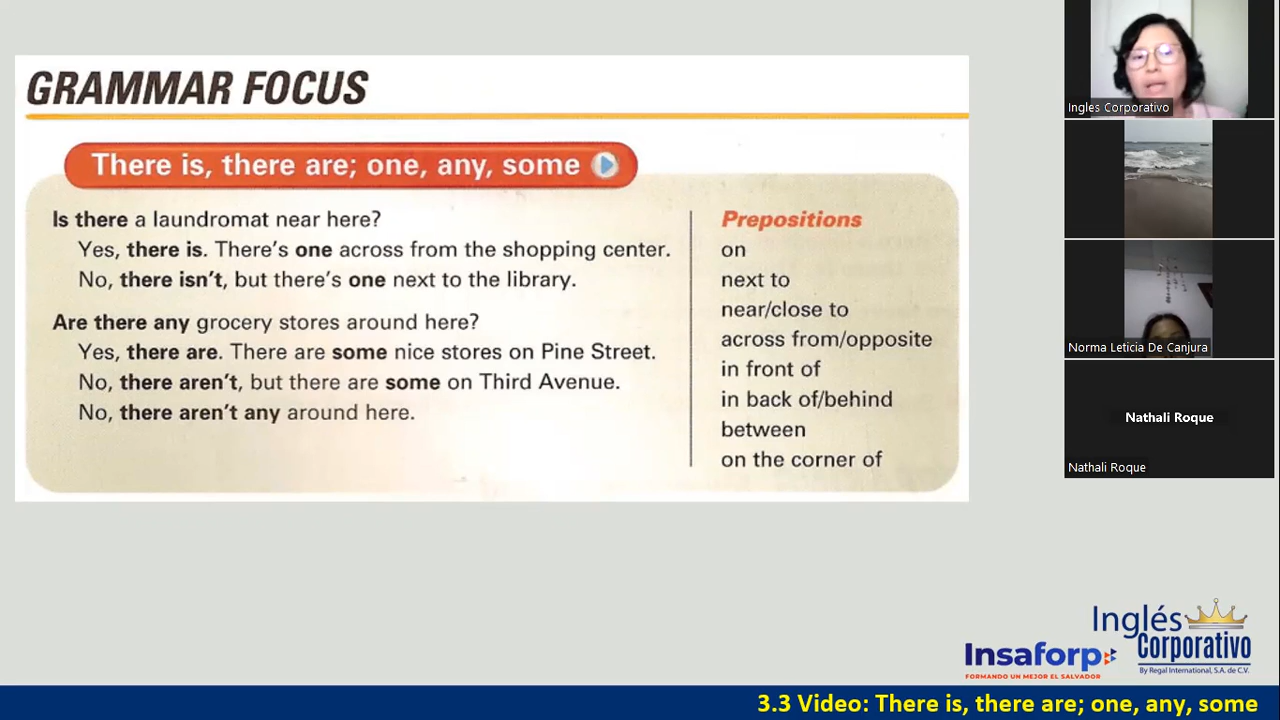 GRAMMAR FOCUS
There is, there are; one, any, some
Is there a laundromat near here?
Yes, there is. There's one across from the shopping center.
No, there isn't, but there's one next to the library.
Are there any grocery stores around here?
Yes, there are. There are some nice stores on Pine Street.
No, there aren't, but there are some on Third Avenue.
No, there aren't any around here.
Prepositions
on
next to
near/close to
across from/opposite
in front of
in back of/behind
between
on the corner of
Ingles Corporativo
Norma Leticia De Canjura
Nathali Roque
Nathali Roque
Insaforp
FORMANDO UN MEJOR EL SALVADOR
Inglés
Corporativo
By Regal International, S.A. de C.V.
3.3 Video: There is, there are; one, any, some